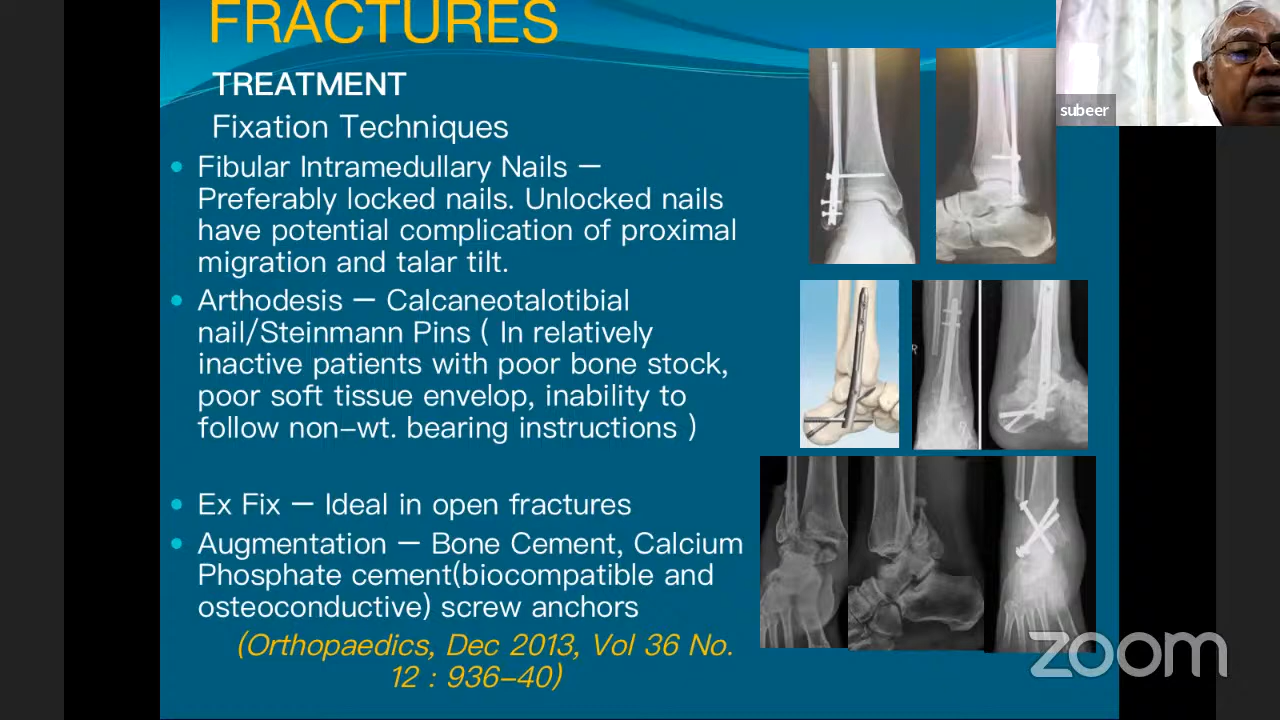 FRACTURES
TREATMENT
Fixation Techniques
• Fibular Intramedullary Nails –
Preferably locked nails. Unlocked nails
have potential complication of proximal
migration and talar tilt.
• Arthodesis – Calcaneotalotibial
nail/Steinmann Pins ( In relatively
inactive patients with poor bone stock,
poor soft tissue envelop, inability to
follow non-wt. bearing instructions )
• Ex Fix – Ideal in open fractures
• Augmentation – Bone Cement, Calcium
Phosphate cement(biocompatible and
osteoconductive) screw anchors
(Orthopaedics, Dec 2013, Vol 36 No.
12 : 936-40)
subeer
R
zoom